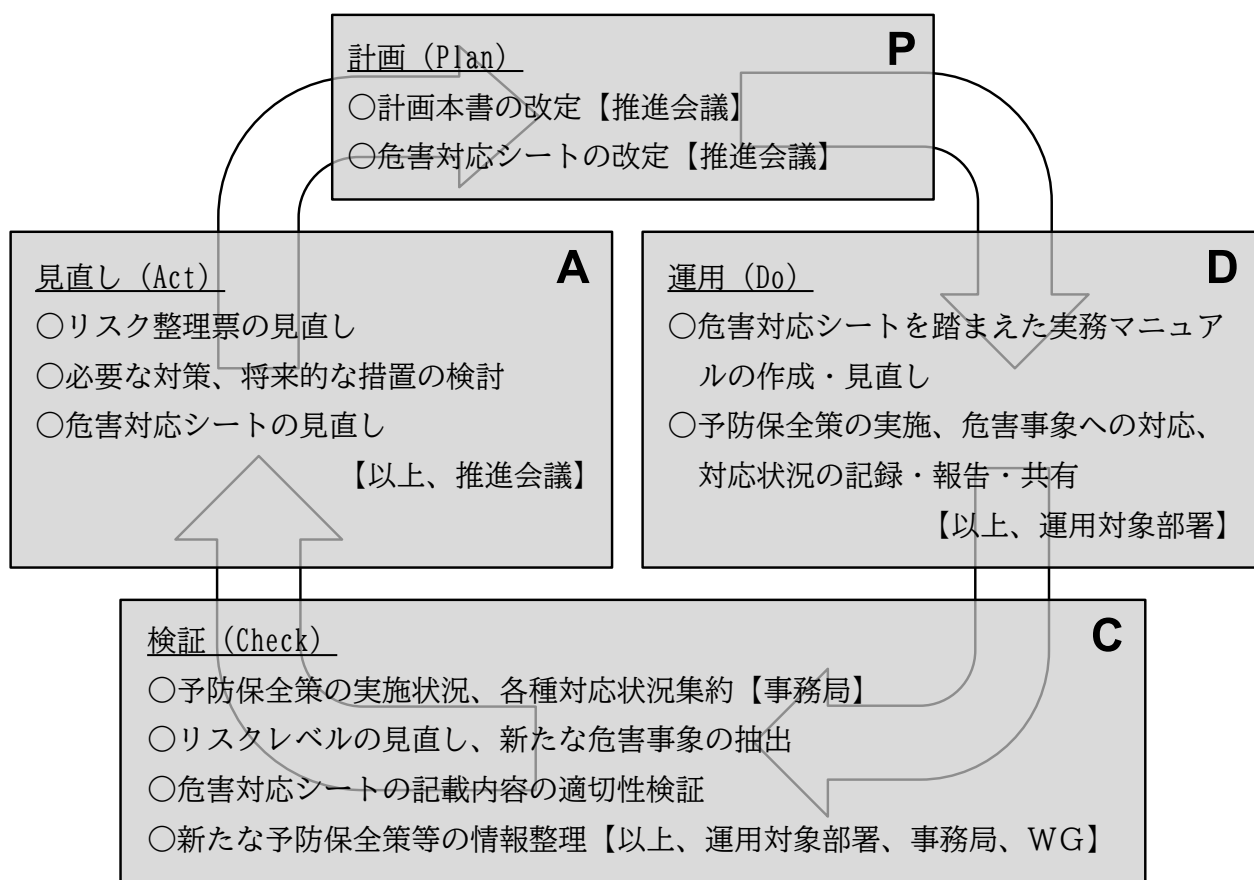 計画（Plan）
P
○計画本書の改定【推進会議】
○危害対応シートの改定【推進会議】
見直し（Act）
A
○リスク整理票の見直し
○必要な対策、将来的な措置の検討
○危害対応シートの見直し
【以上、推進会議】
運用（Do）
D
○危害対応シートを踏まえた実務マニュア
ルの作成・見直し
○予防保全策の実施、危害事象への対応、
対応状況の記録・報告・共有
【以上、運用対象部署】
検証（Check）
C
○予防保全策の実施状況、各種対応状況集約【事務局】
○リスクレベルの見直し、新たな危害事象の抽出
○危害対応シートの記載内容の適切性検証
○新たな予防保全策等の情報整理【以上、運用対象部署、事務局、ＷＧ】